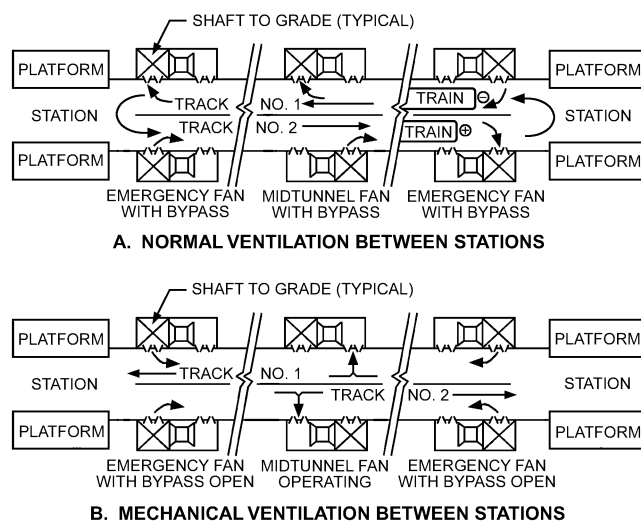 SHAFT TO GRADE (TYPICAL)
PLATFORM
PLATFORM
TRACK NO. 1
TRAIN ⊖
STATION
STATION
TRACK NO. 2
TRAIN ⊕
PLATFORM
PLATFORM
EMERGENCY FAN
WITH BYPASS
MIDTUNNEL FAN
WITH BYPASS
EMERGENCY FAN
WITH BYPASS
A. NORMAL VENTILATION BETWEEN STATIONS
SHAFT TO GRADE (TYPICAL)
PLATFORM
PLATFORM
TRACK NO. 1
STATION
STATION
TRACK NO. 2
PLATFORM
PLATFORM
EMERGENCY FAN
WITH BYPASS OPEN
MIDTUNNEL FAN
OPERATING
EMERGENCY FAN
WITH BYPASS OPEN
B. MECHANICAL VENTILATION BETWEEN STATIONS